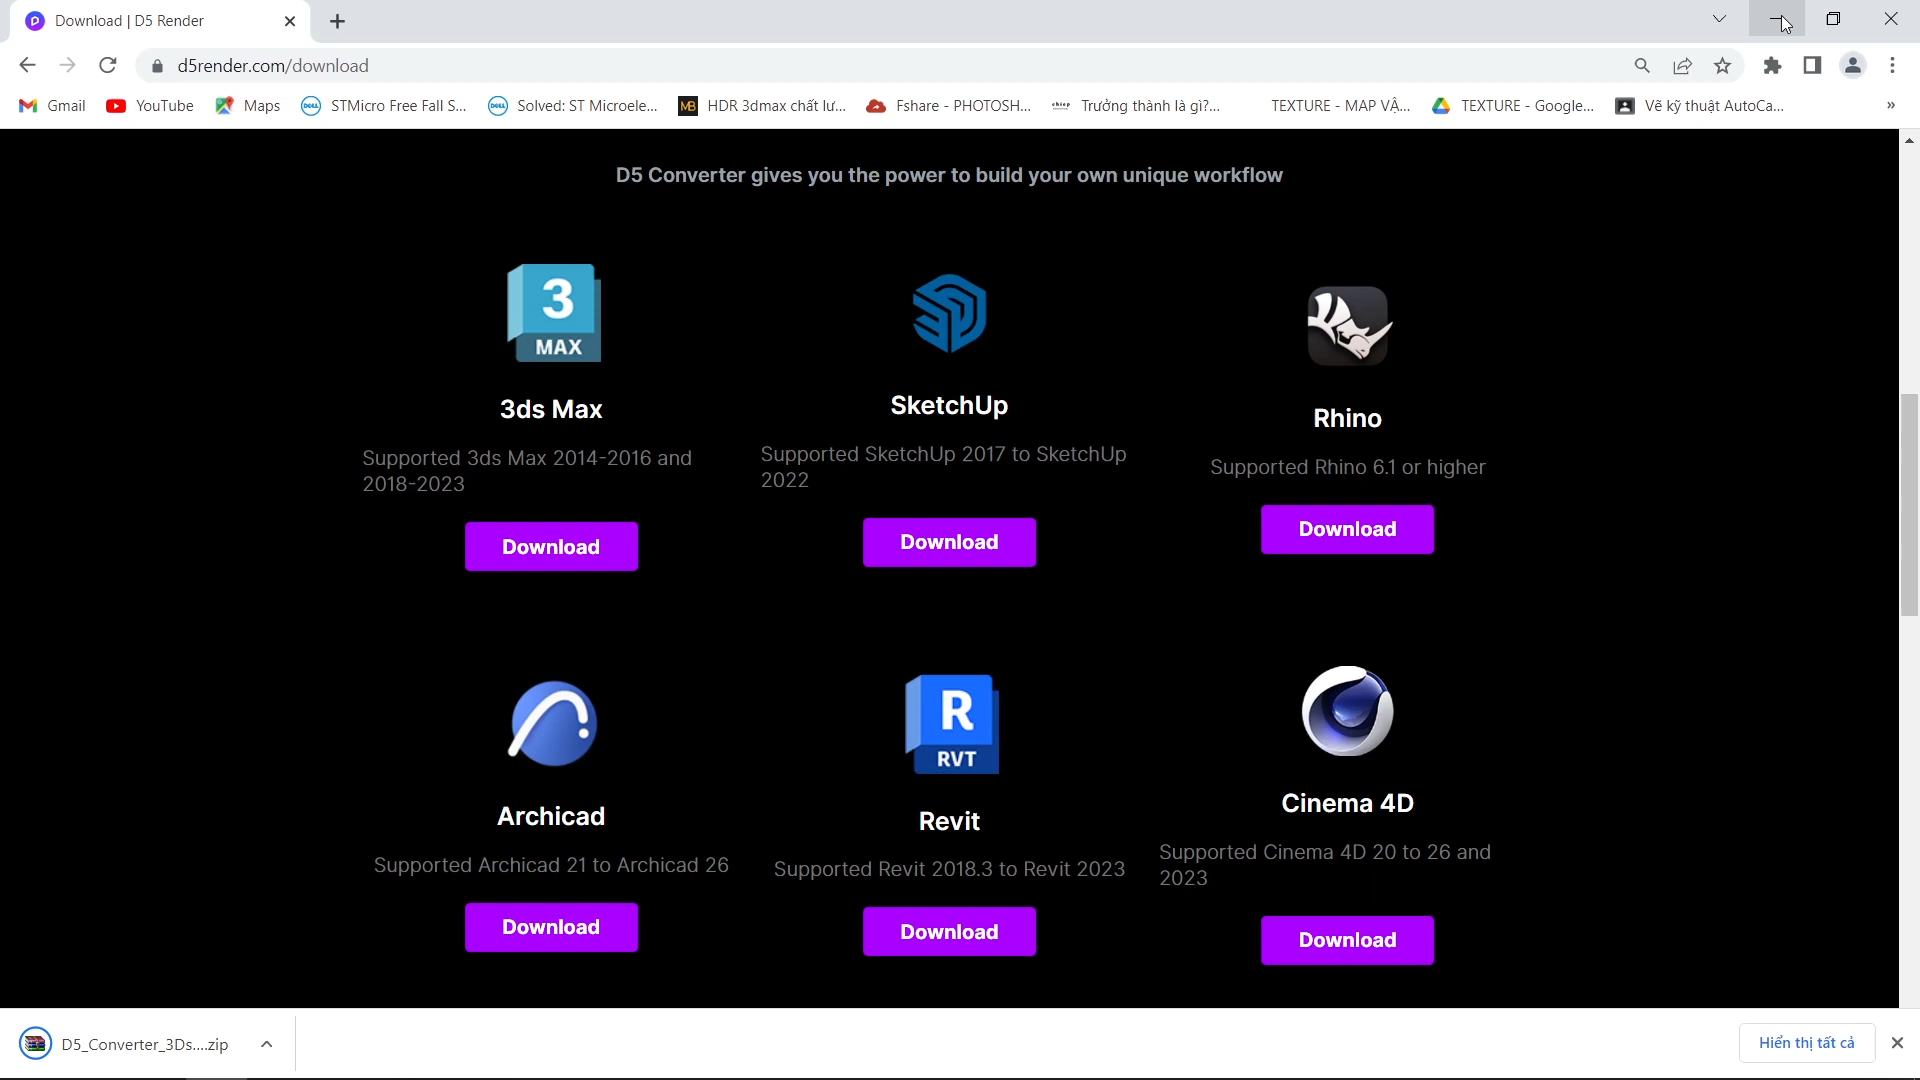 Download | D5 Render
d5render.com/download
Gmail
YouTube
Maps
STMicro Free Fall S...
Solved: ST Microele...
MB
HDR 3dmax chất lư...
Fshare - PHOTOSH...
Trưởng thành là gì?...
TEXTURE - MAP VẬ...
TEXTURE - Google...
Vẽ kỹ thuật AutoCa...
D5 Converter gives you the power to build your own unique workflow
3
MAX
3ds Max
Supported 3ds Max 2014-2016 and
2018-2023
Download
SketchUp
Supported SketchUp 2017 to SketchUp
2022
Download
Rhino
Supported Rhino 6.1 or higher
Download
Archicad
Supported Archicad 21 to Archicad 26
Download
R
RVT
Revit
Supported Revit 2018.3 to Revit 2023
Download
Cinema 4D
Supported Cinema 4D 20 to 26 and
2023
Download
D5_Converter_3Ds....zip
Hiển thị tất cả